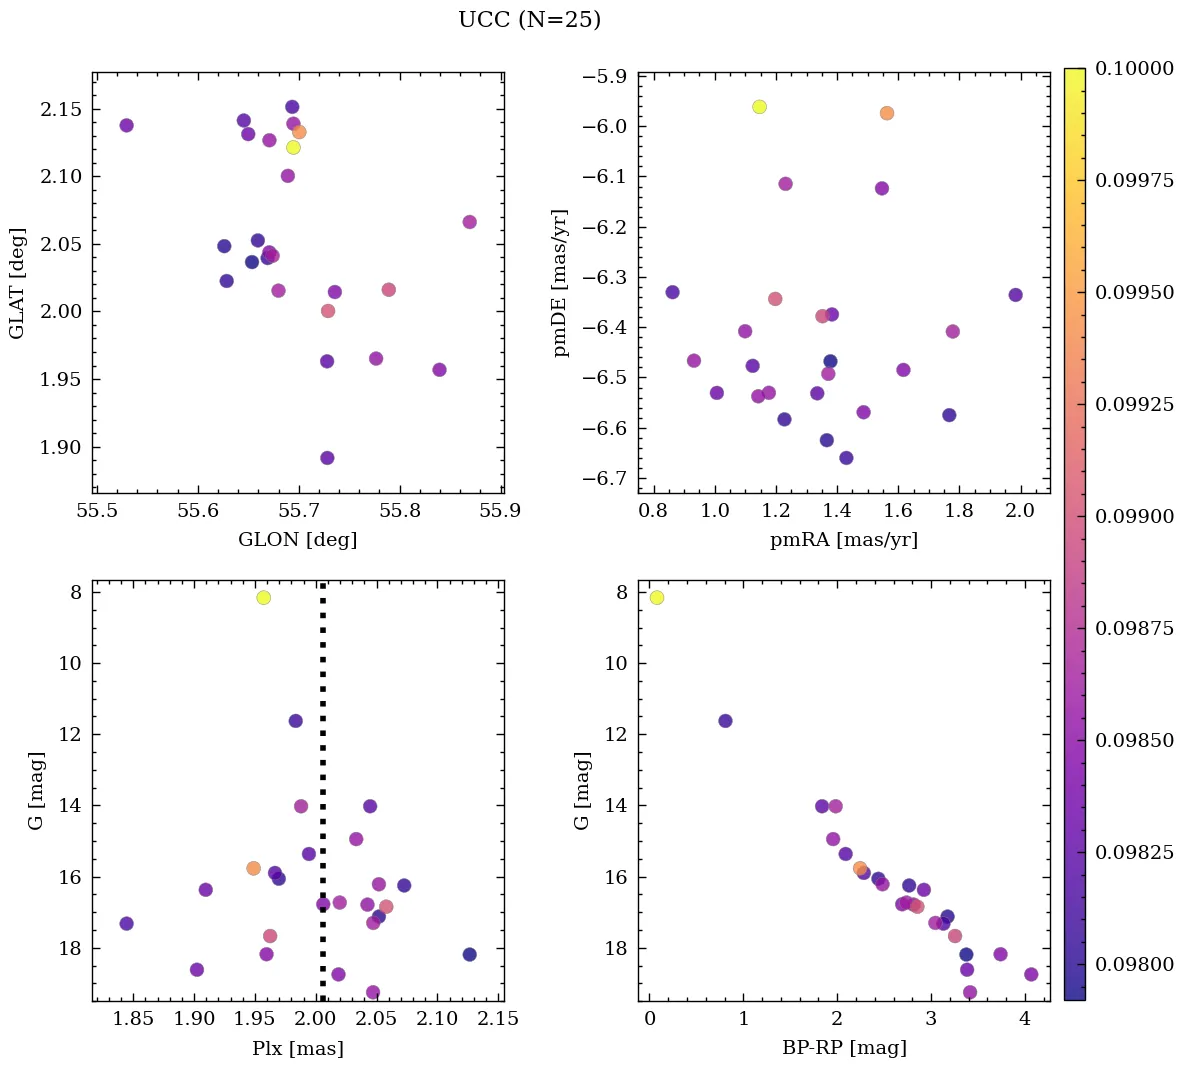 UCC (N=25)
2.15
2.10
2.05
2.00
1.95
1.90
GLAT [deg]
55.5 55.6 55.7 55.8 55.9
GLON [deg]
−5.9
−6.0
−6.1
−6.2
−6.3
−6.4
−6.5
−6.6
−6.7
pmDE [mas/yr]
0.8 1.0 1.2 1.4 1.6 1.8 2.0
pmRA [mas/yr]
8
10
12
14
16
18
G [mag]
1.85 1.90 1.95 2.00 2.05 2.10 2.15
Plx [mas]
8
10
12
14
16
18
G [mag]
0 1 2 3 4
BP-RP [mag]
0.10000
0.09975
0.09950
0.09925
0.09900
0.09875
0.09850
0.09825
0.09800